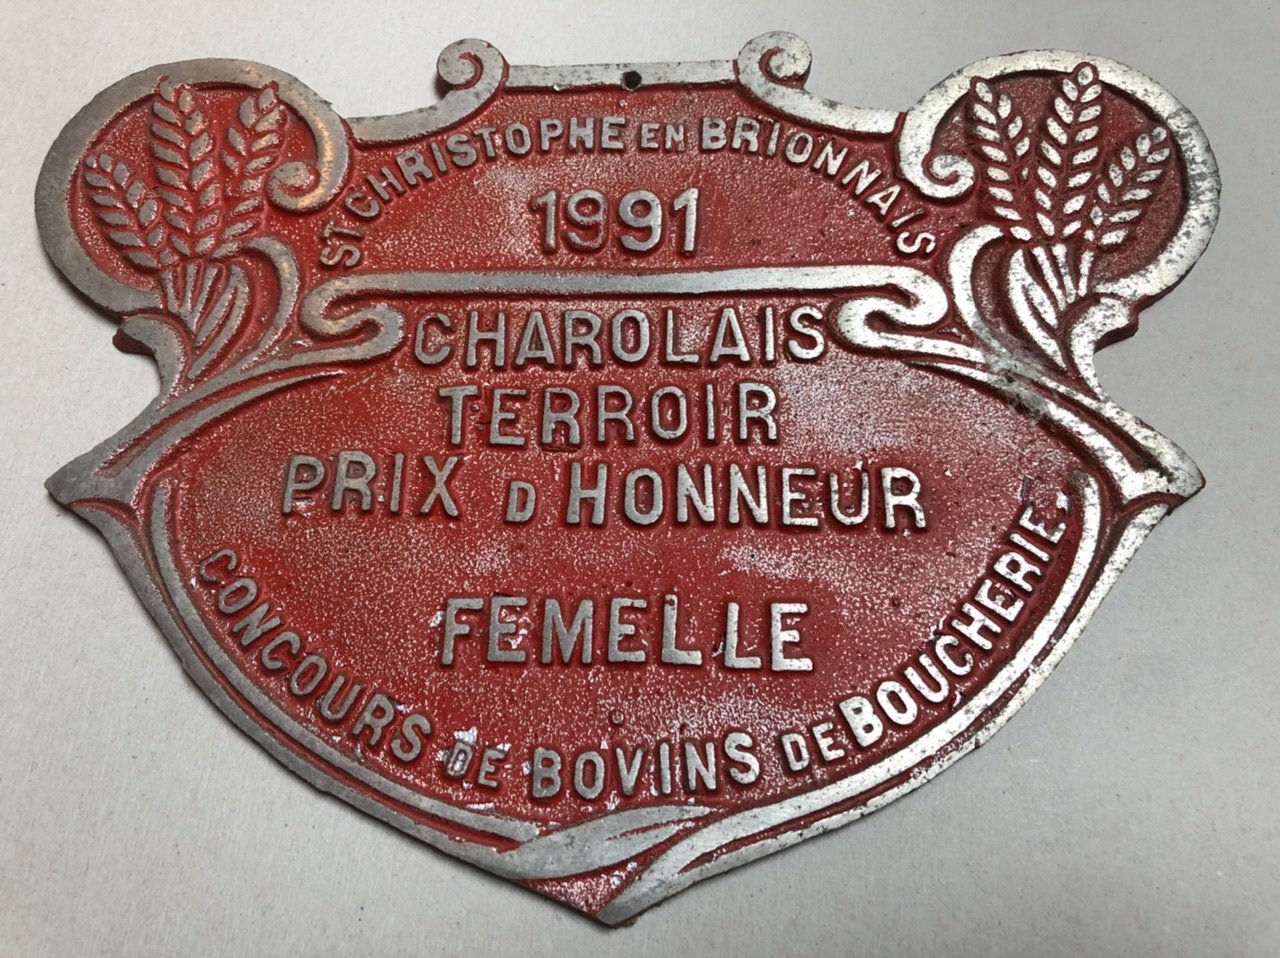 ST CHRISTOPHE EN BRIONNAIS
1991
CHAROLAIS
TERROIR
PRIX D HONNEUR
FEMELLE
CONCOURS DE BOVINS DE BOUCHERIE